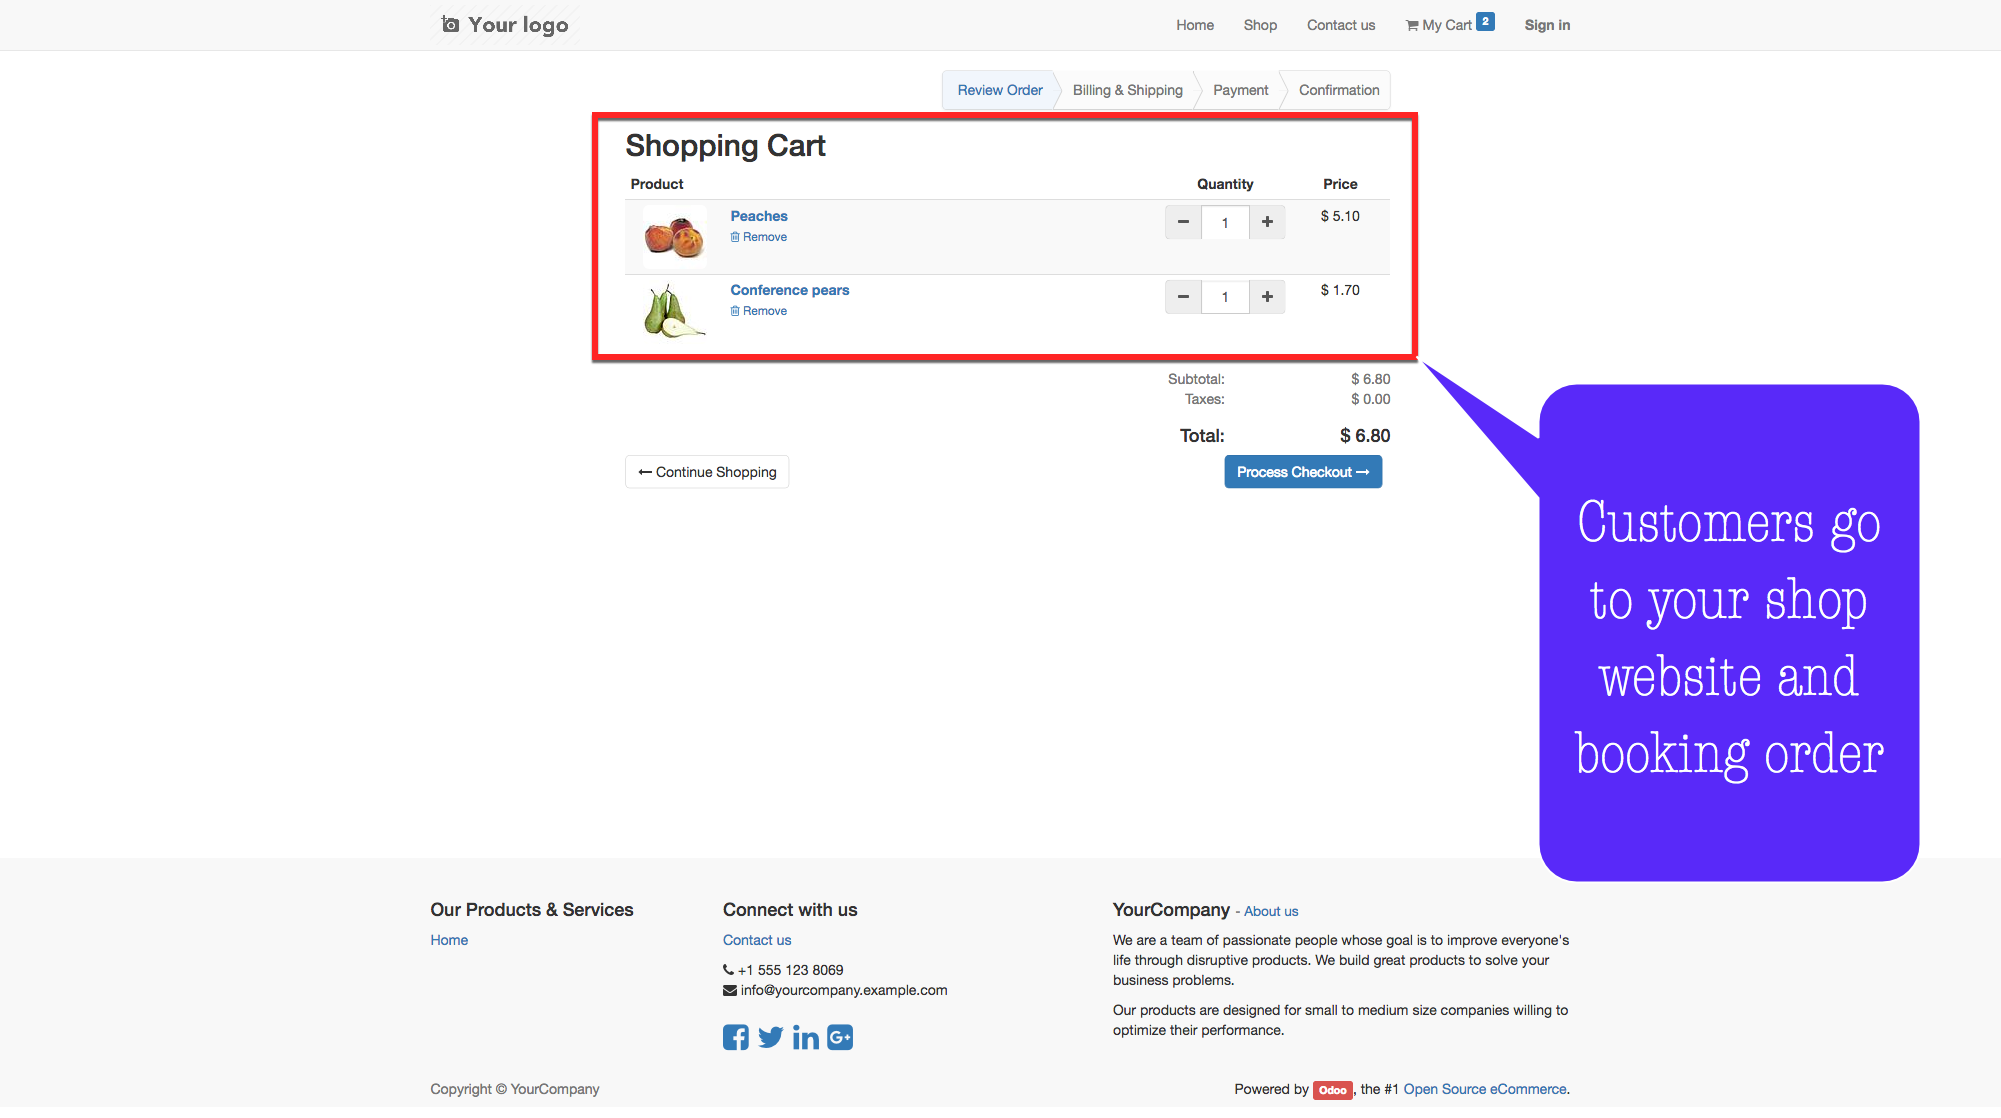 Your logo
Home Shop Contact us My Cart 2 Sign in
Review Order Billing & Shipping Payment Confirmation
Shopping Cart
Product Quantity Price
Peaches 1 $ 5.10
Remove
Conference pears 1 $ 1.70
Remove
Subtotal: $ 6.80
Taxes: $ 0.00
Total: $ 6.80
← Continue Shopping Process Checkout →
Customers go
to your shop
website and
booking order
Our Products & Services
Home
Connect with us
Contact us
+1 555 123 8069
info@yourcompany.example.com
YourCompany - About us
We are a team of passionate people whose goal is to improve everyone's
life through disruptive products. We build great products to solve your
business problems.
Our products are designed for small to medium size companies willing to
optimize their performance.
Copyright © YourCompany
Powered by Odoo, the #1 Open Source eCommerce.